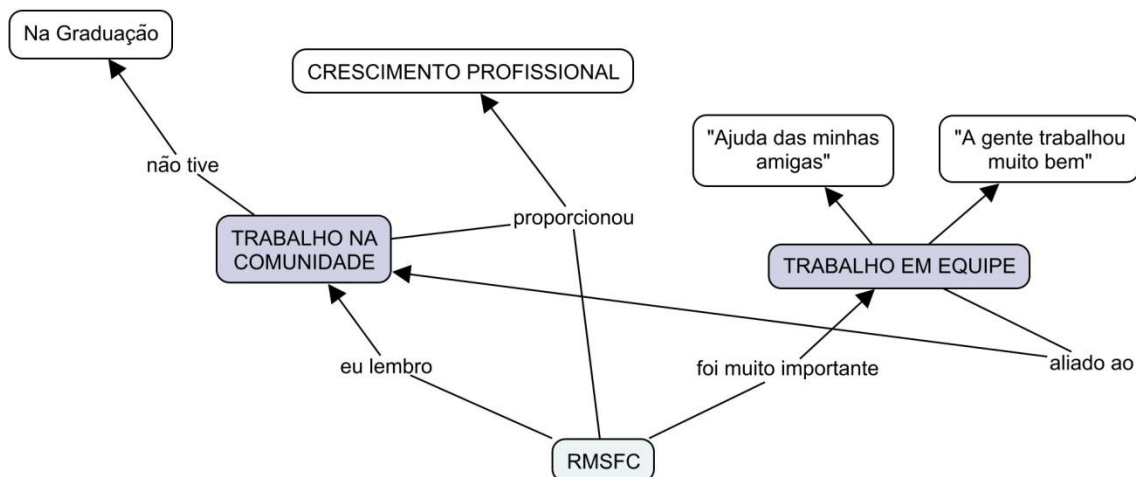 Na Graduação
CRESCIMENTO PROFISSIONAL
"Ajuda das minhas
amigas"
"A gente trabalhou
muito bem"
não tive
proporcionou
TRABALHO NA
COMUNIDADE
TRABALHO EM EQUIPE
eu lembro
foi muito importante
aliado ao
RMSFC